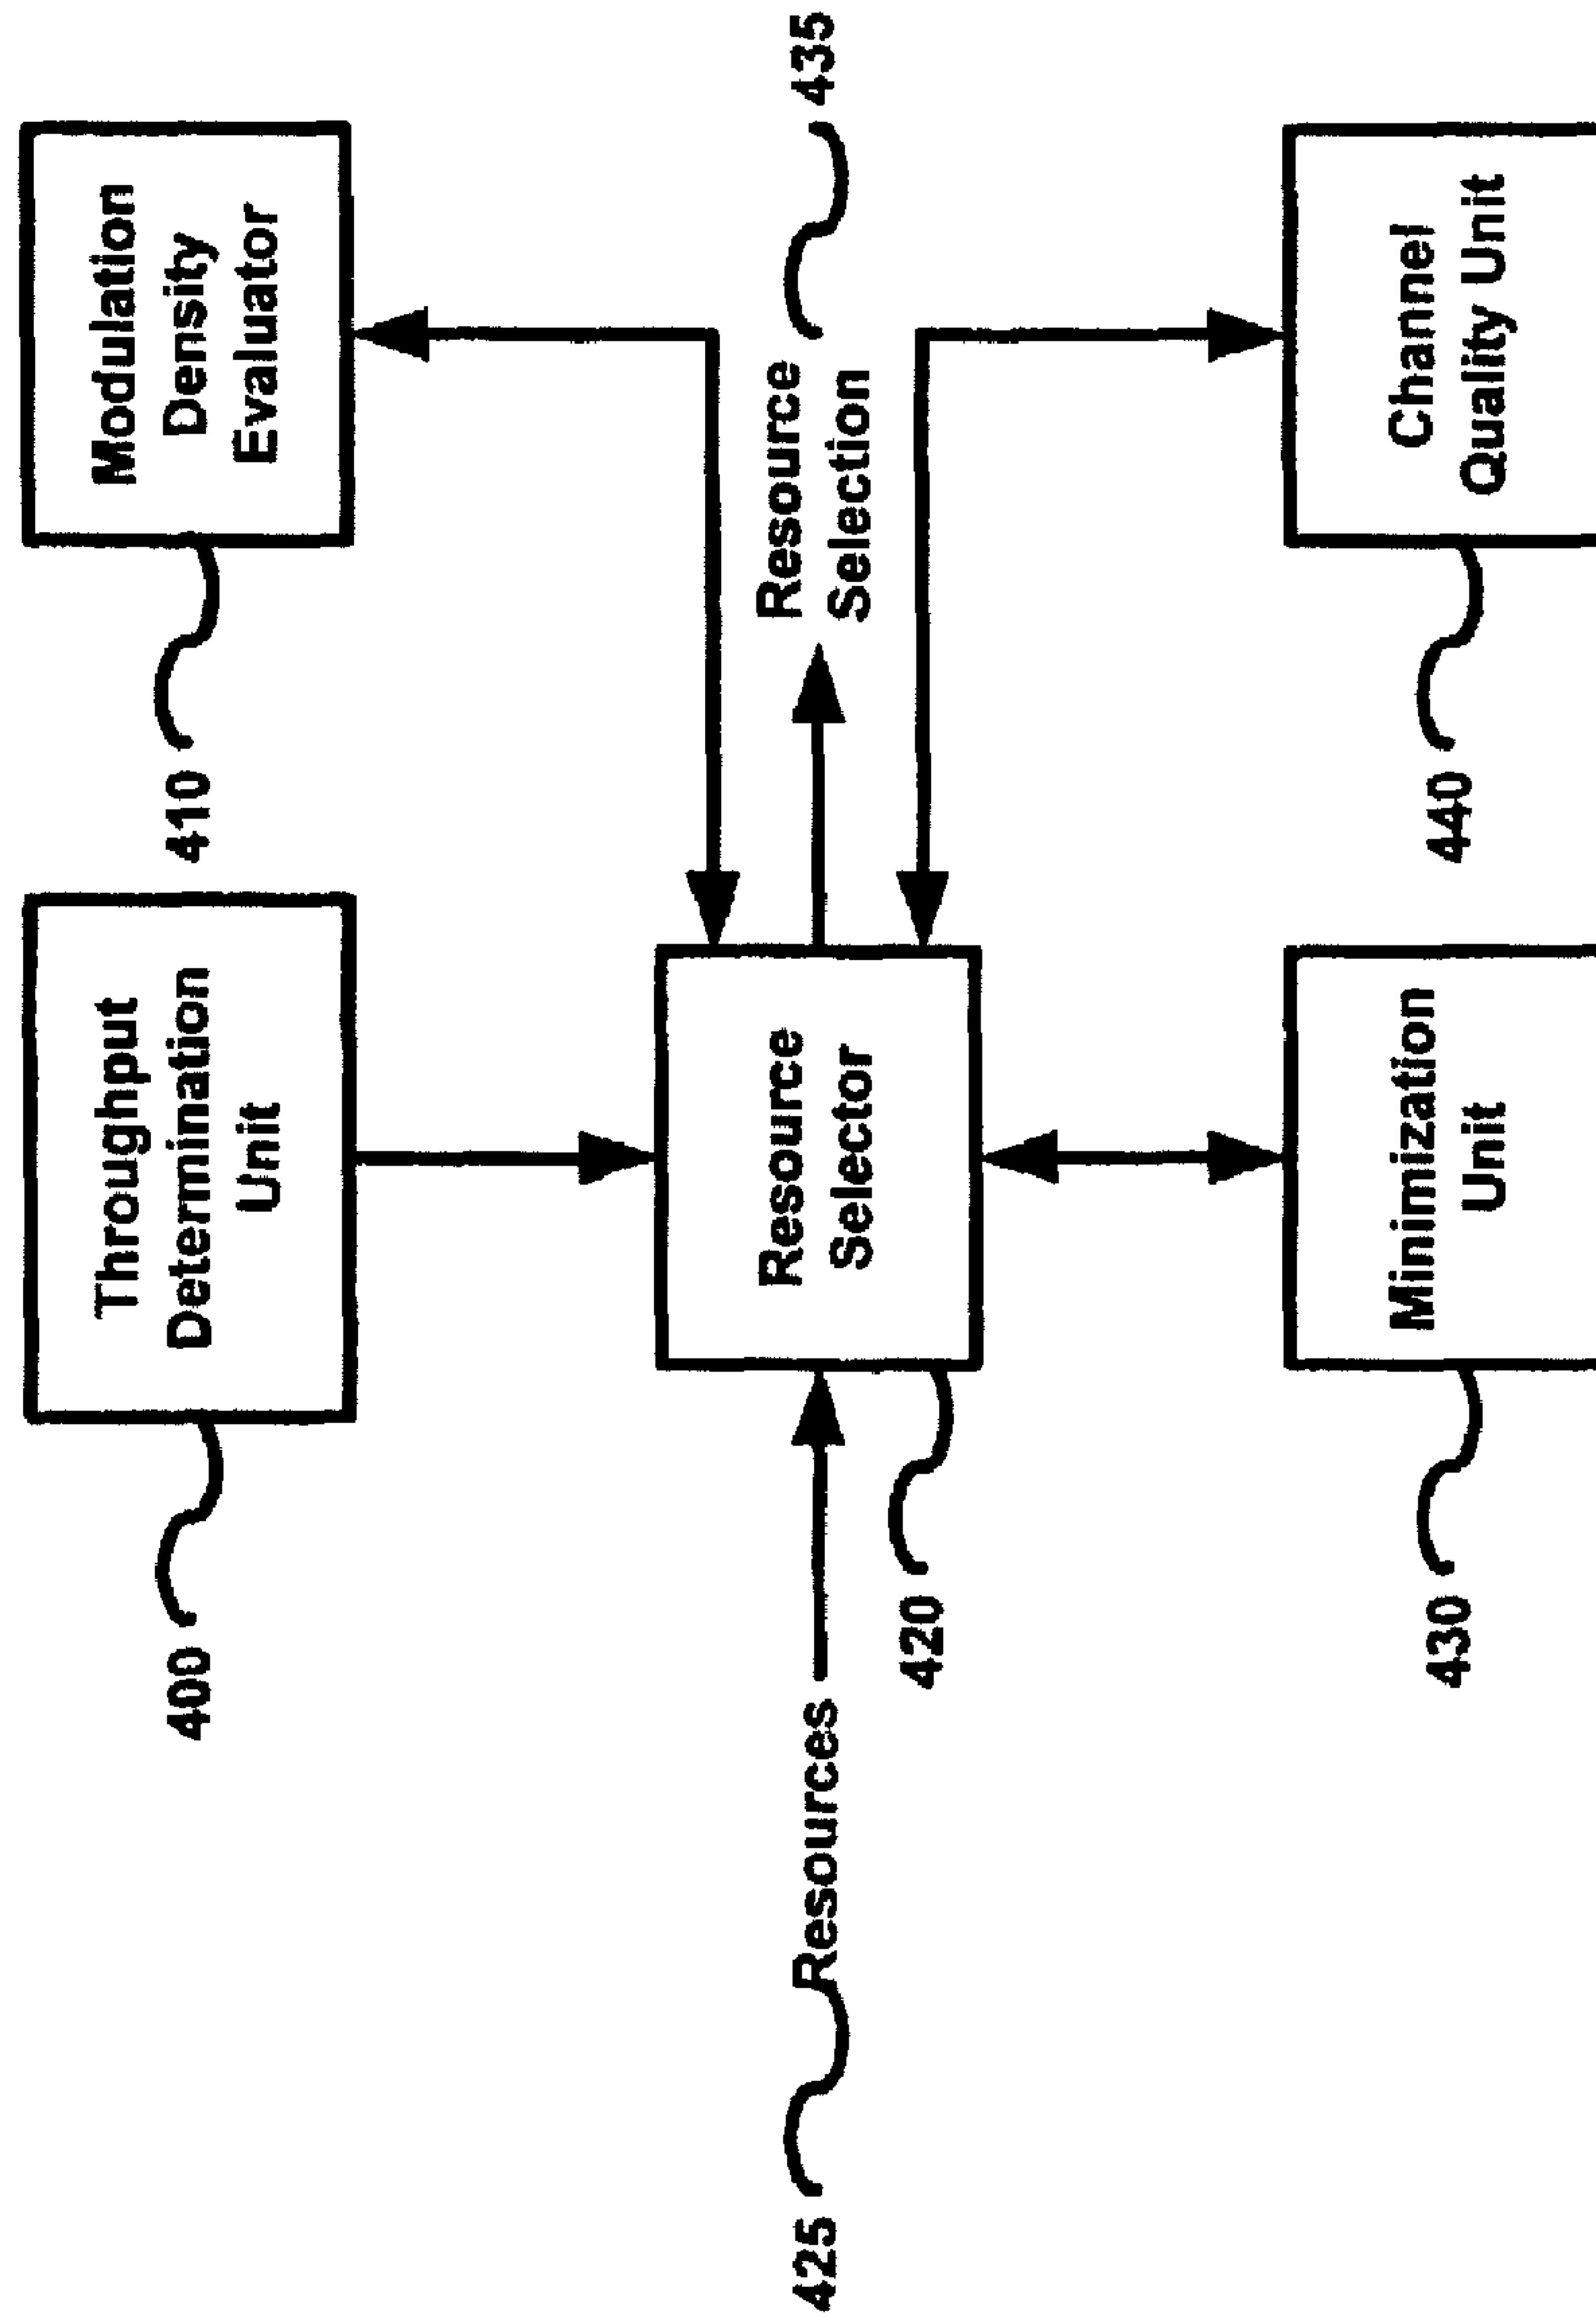 400
Throughput
Determination
Unit
410
Modulation
Density
Evaluator
425
Resources
420
Resource
Selector
Resource
Selection
435
430
Minimization
Unit
440
Channel
Quality Unit